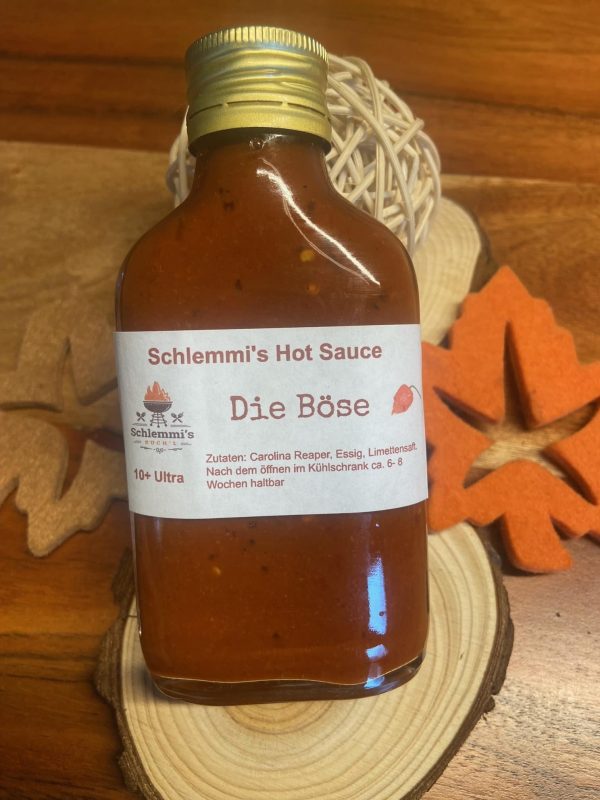 Schlemmi's Hot Sauce
Die Böse
Schlemmi's
KOCH'L
10+ Ultra
Zutaten: Carolina Reaper, Essig, Limettensaft.
Nach dem öffnen im Kühlschrank ca. 6- 8
Wochen haltbar